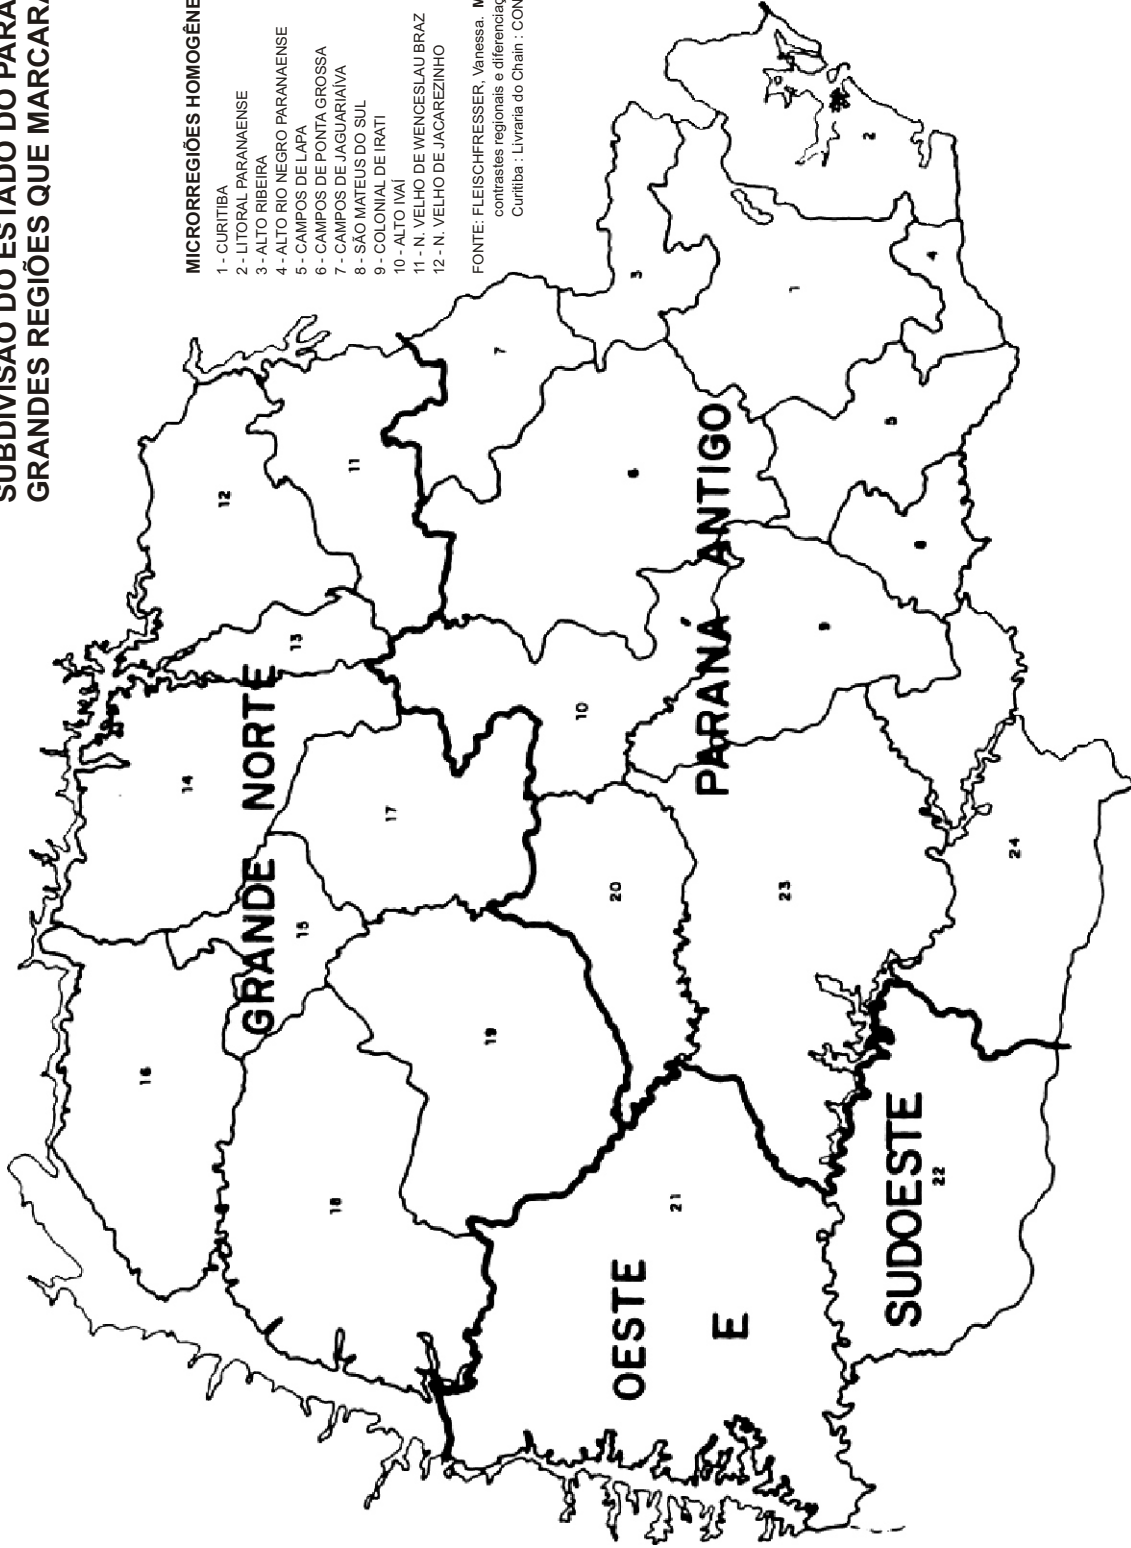 SUBDIVISÃO DO ESTADO DO PARA
GRANDES REGIÕES QUE MARCARA
MICRORREGIÕES HOMOGÊNE
1 - CURITIBA
2 - LITORAL PARANAENSE
3 - ALTO RIBEIRA
4 - ALTO RIO NEGRO PARANAENSE
5 - CAMPOS DE LAPA
6 - CAMPOS DE PONTA GROSSA
7 - CAMPOS DE JAGUARIAÍVA
8 - SÃO MATEUS DO SUL
9 - COLONIAL DE IRATI
10 - ALTO IVAÍ
11 - N. VELHO DE WENCESLAU BRAZ
12 - N. VELHO DE JACAREZINHO
FONTE: FLEISCHFRESSER, Vanessa. M
contrastes regionais e diferenciaç
Curitiba : Livraria do Chain : CON
GRANDE NORTE
PARANÁ ANTIGO
OESTE
E
SUDOESTE
16
14
13
12
11
7
3
18
15
17
19
10
6
20
1
2
21
23
9
5
4
8
22
24